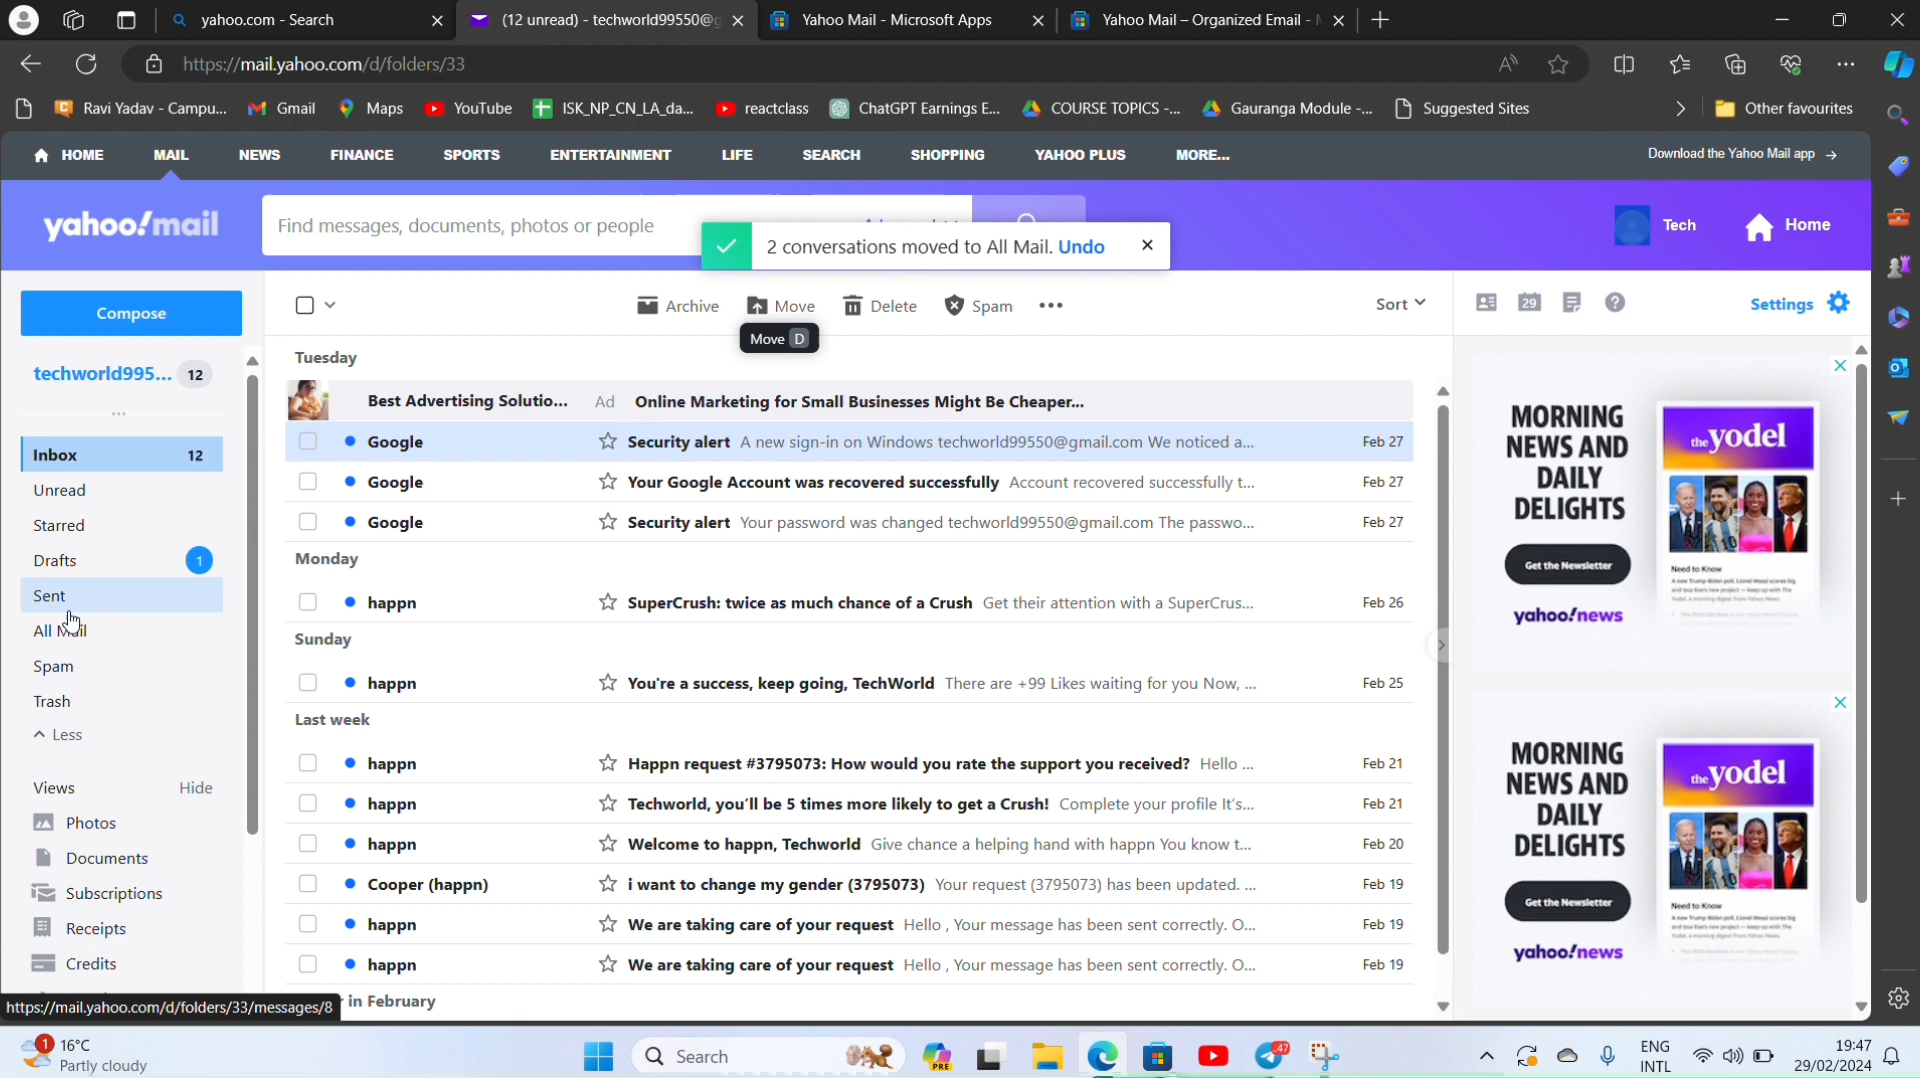 yahoo.com - Search
(12 unread) - techworld99550@g
Yahoo Mail - Microsoft Apps
Yahoo Mail – Organized Email -
https://mail.yahoo.com/d/folders/33
Ravi Yadav - Campu...
Gmail
Maps
YouTube
ISK_NP_CN_LA_da...
reactclass
ChatGPT Earnings E...
COURSE TOPICS -...
Gauranga Module -...
Suggested Sites
Other favourites
HOME
MAIL
NEWS
FINANCE
SPORTS
ENTERTAINMENT
LIFE
SEARCH
SHOPPING
YAHOO PLUS
MORE...
Download the Yahoo Mail app →
yahoo!mail
Find messages, documents, photos or people
2 conversations moved to All Mail. Undo
Tech
Home
Compose
Archive
Move
Delete
Spam
Sort
29
Settings
Move D
techworld995... 12
Inbox 12
Unread
Starred
Drafts 1
Sent
All Mail
Spam
Trash
Less
Views Hide
Photos
Documents
Subscriptions
Receipts
Credits
https://mail.yahoo.com/d/folders/33/messages/8
Tuesday
Best Advertising Solutio... Ad Online Marketing for Small Businesses Might Be Cheaper...
Google Security alert A new sign-in on Windows techworld99550@gmail.com We noticed a... Feb 27
Google Your Google Account was recovered successfully Account recovered successfully t... Feb 27
Google Security alert Your password was changed techworld99550@gmail.com The passwo... Feb 27
Monday
happn SuperCrush: twice as much chance of a Crush Get their attention with a SuperCrus... Feb 26
Sunday
happn You're a success, keep going, TechWorld There are +99 Likes waiting for you Now, ... Feb 25
Last week
happn Happn request #3795073: How would you rate the support you received? Hello ... Feb 21
happn Techworld, you'll be 5 times more likely to get a Crush! Complete your profile It's... Feb 21
happn Welcome to happn, Techworld Give chance a helping hand with happn You know t... Feb 20
Cooper (happn) i want to change my gender (3795073) Your request (3795073) has been updated. ... Feb 19
happn We are taking care of your request Hello , Your message has been sent correctly. O... Feb 19
happn We are taking care of your request Hello , Your message has been sent correctly. O... Feb 19
in February
MORNING
NEWS AND
DAILY
DELIGHTS
Get the Newsletter
yahoo!news
the yodel
Need to Know
MORNING
NEWS AND
DAILY
DELIGHTS
Get the Newsletter
yahoo!news
the yodel
Need to Know
1
16°C
Partly cloudy
Search
PRE
47
ENG
INTL
19:47
29/02/2024